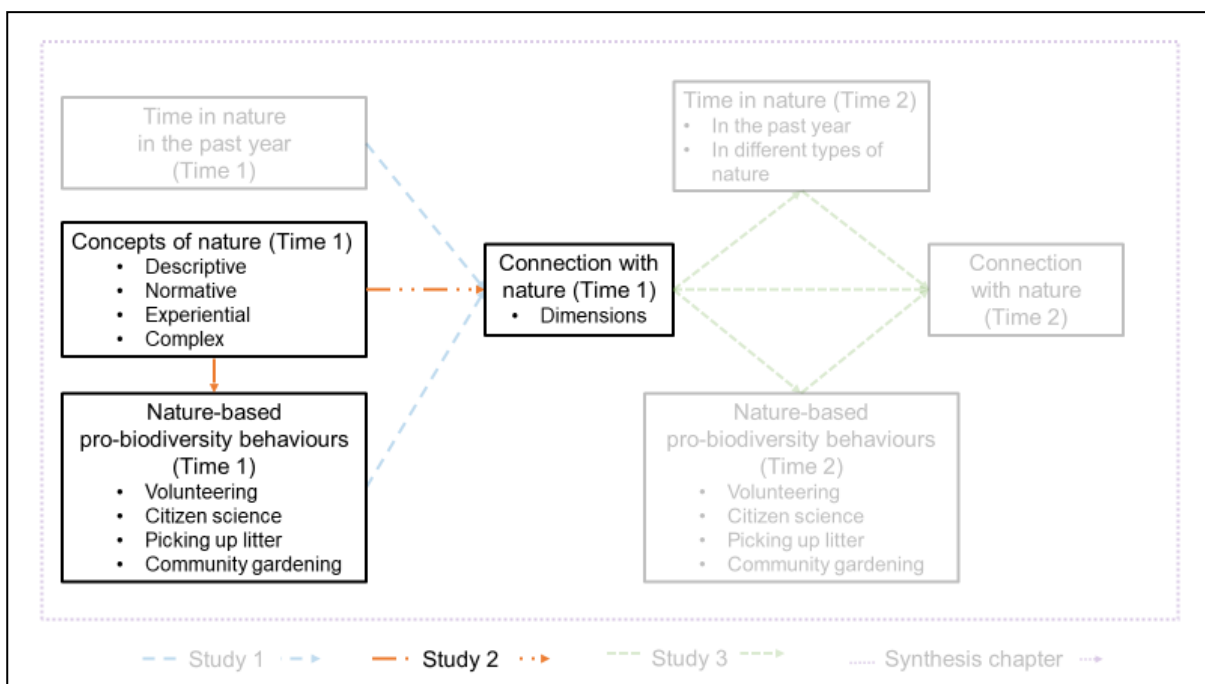 Time in nature
in the past year
(Time 1)
Concepts of nature (Time 1)
• Descriptive
• Normative
• Experiential
• Complex
Nature-based
pro-biodiversity behaviours
(Time 1)
• Volunteering
• Citizen science
• Picking up litter
• Community gardening
Connection with
nature (Time 1)
• Dimensions
Time in nature (Time 2)
• In the past year
• In different types of
nature
Connection
with nature
(Time 2)
Nature-based
pro-biodiversity behaviours
(Time 2)
• Volunteering
• Citizen science
• Picking up litter
• Community gardening
Study 1
Study 2
Study 3
Synthesis chapter